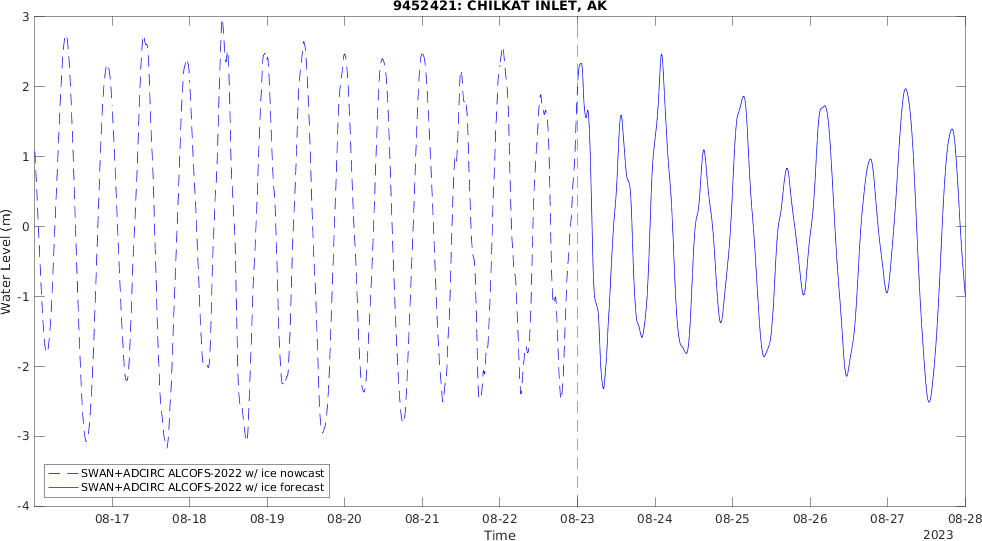 9452421: CHILKAT INLET, AK
Water Level (m)
3
2
1
0
-1
-2
-3
-4
SWAN+ADCIRC ALCOFS-2022 w/ ice nowcast
SWAN+ADCIRC ALCOFS-2022 w/ ice forecast
08-17 08-18 08-19 08-20 08-21 08-22 08-23 08-24 08-25 08-26 08-27 08-28
Time
2023